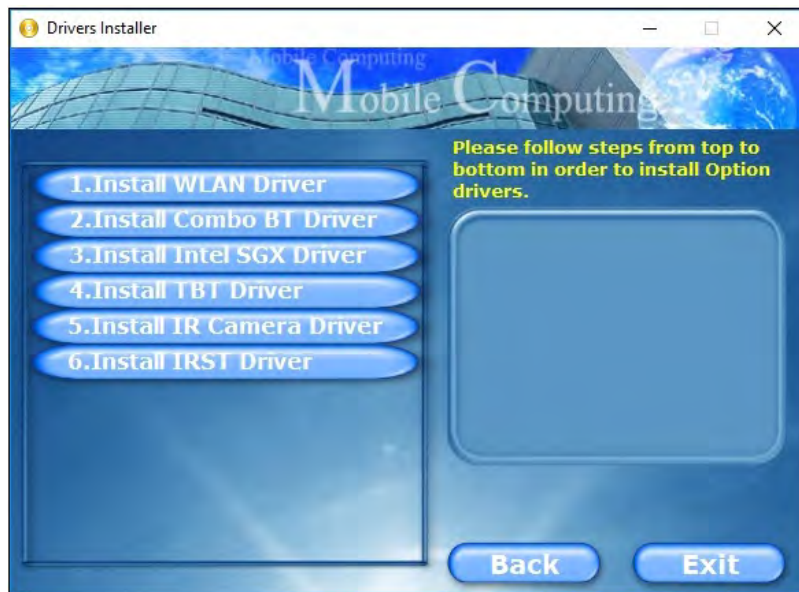 Drivers Installer
Mobile Computing
Mobile Computing
Please follow steps from top to
bottom in order to install Option
drivers.
1.Install WLAN Driver
2.Install Combo BT Driver
3.Install Intel SGX Driver
4.Install TBT Driver
5.Install IR Camera Driver
6.Install IRST Driver
Back
Exit